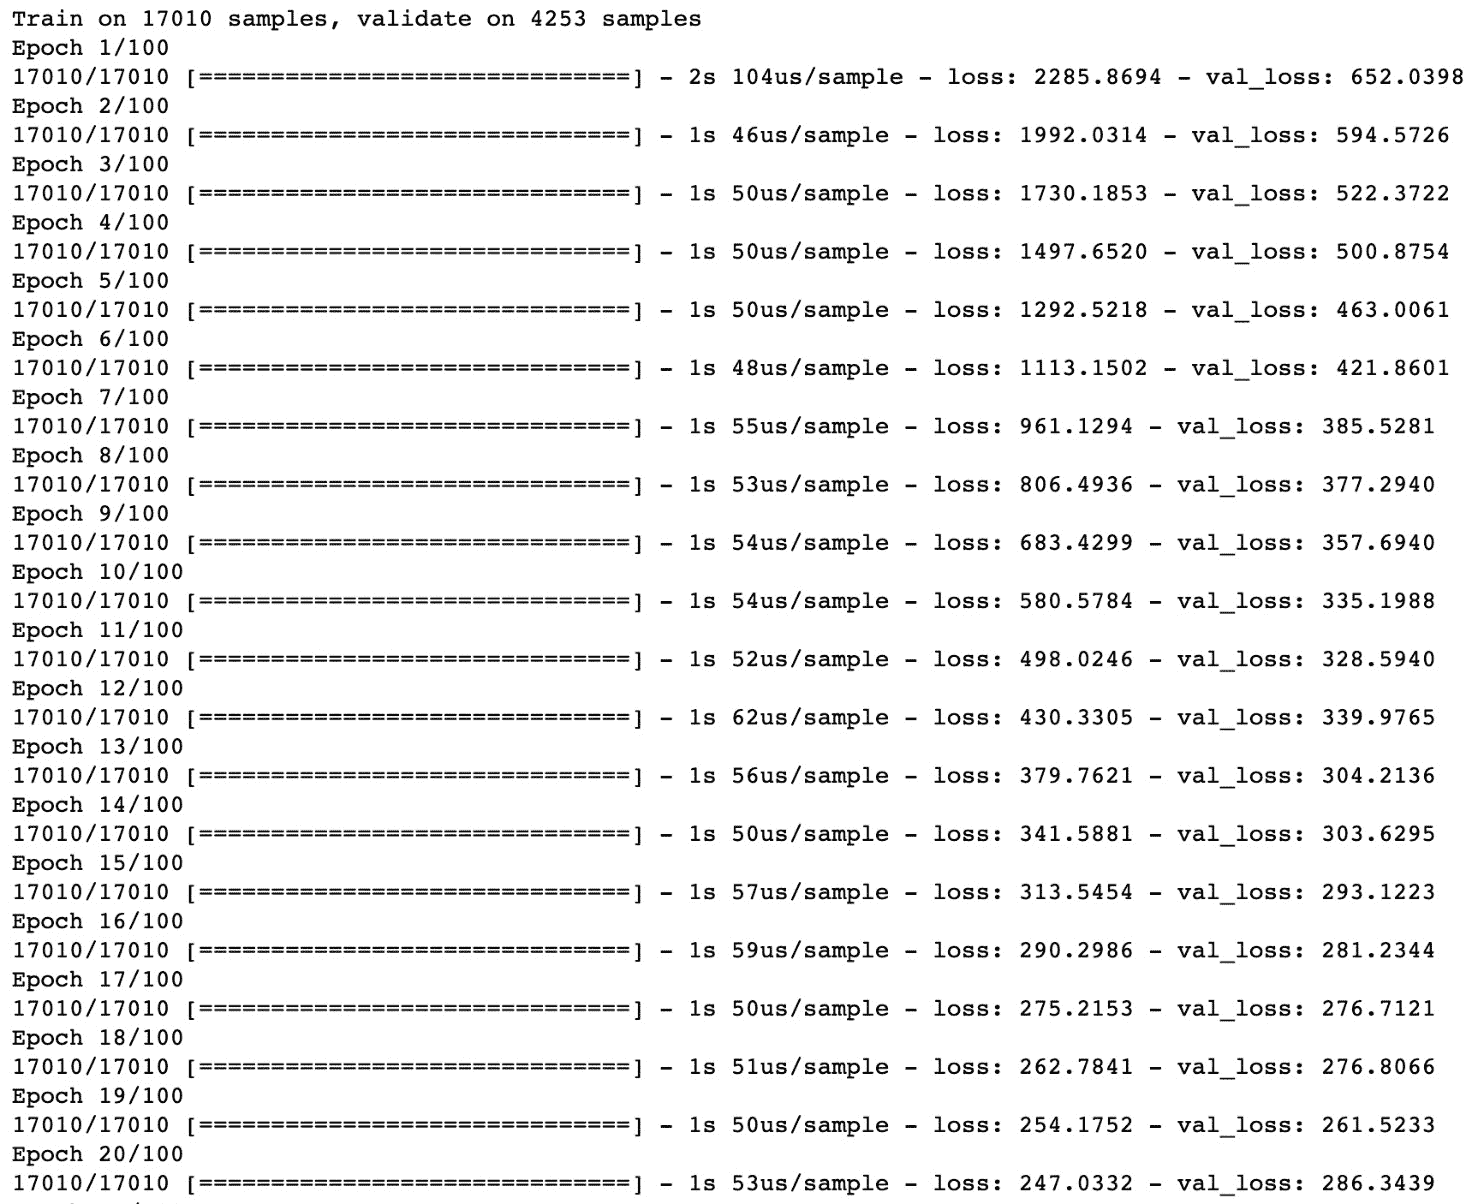 Train on 17010 samples, validate on 4253 samples
Epoch 1/100
17010/17010 [==============================] - 2s 104us/sample - loss: 2285.8694 - val_loss: 652.0398
Epoch 2/100
17010/17010 [==============================] - 1s 46us/sample - loss: 1992.0314 - val_loss: 594.5726
Epoch 3/100
17010/17010 [==============================] - 1s 50us/sample - loss: 1730.1853 - val_loss: 522.3722
Epoch 4/100
17010/17010 [==============================] - 1s 50us/sample - loss: 1497.6520 - val_loss: 500.8754
Epoch 5/100
17010/17010 [==============================] - 1s 50us/sample - loss: 1292.5218 - val_loss: 463.0061
Epoch 6/100
17010/17010 [==============================] - 1s 48us/sample - loss: 1113.1502 - val_loss: 421.8601
Epoch 7/100
17010/17010 [==============================] - 1s 55us/sample - loss: 961.1294 - val_loss: 385.5281
Epoch 8/100
17010/17010 [==============================] - 1s 53us/sample - loss: 806.4936 - val_loss: 377.2940
Epoch 9/100
17010/17010 [==============================] - 1s 54us/sample - loss: 683.4299 - val_loss: 357.6940
Epoch 10/100
17010/17010 [==============================] - 1s 54us/sample - loss: 580.5784 - val_loss: 335.1988
Epoch 11/100
17010/17010 [==============================] - 1s 52us/sample - loss: 498.0246 - val_loss: 328.5940
Epoch 12/100
17010/17010 [==============================] - 1s 62us/sample - loss: 430.3305 - val_loss: 339.9765
Epoch 13/100
17010/17010 [==============================] - 1s 56us/sample - loss: 379.7621 - val_loss: 304.2136
Epoch 14/100
17010/17010 [==============================] - 1s 50us/sample - loss: 341.5881 - val_loss: 303.6295
Epoch 15/100
17010/17010 [==============================] - 1s 57us/sample - loss: 313.5454 - val_loss: 293.1223
Epoch 16/100
17010/17010 [==============================] - 1s 59us/sample - loss: 290.2986 - val_loss: 281.2344
Epoch 17/100
17010/17010 [==============================] - 1s 50us/sample - loss: 275.2153 - val_loss: 276.7121
Epoch 18/100
17010/17010 [==============================] - 1s 51us/sample - loss: 262.7841 - val_loss: 276.8066
Epoch 19/100
17010/17010 [==============================] - 1s 50us/sample - loss: 254.1752 - val_loss: 261.5233
Epoch 20/100
17010/17010 [==============================] - 1s 53us/sample - loss: 247.0332 - val_loss: 286.3439